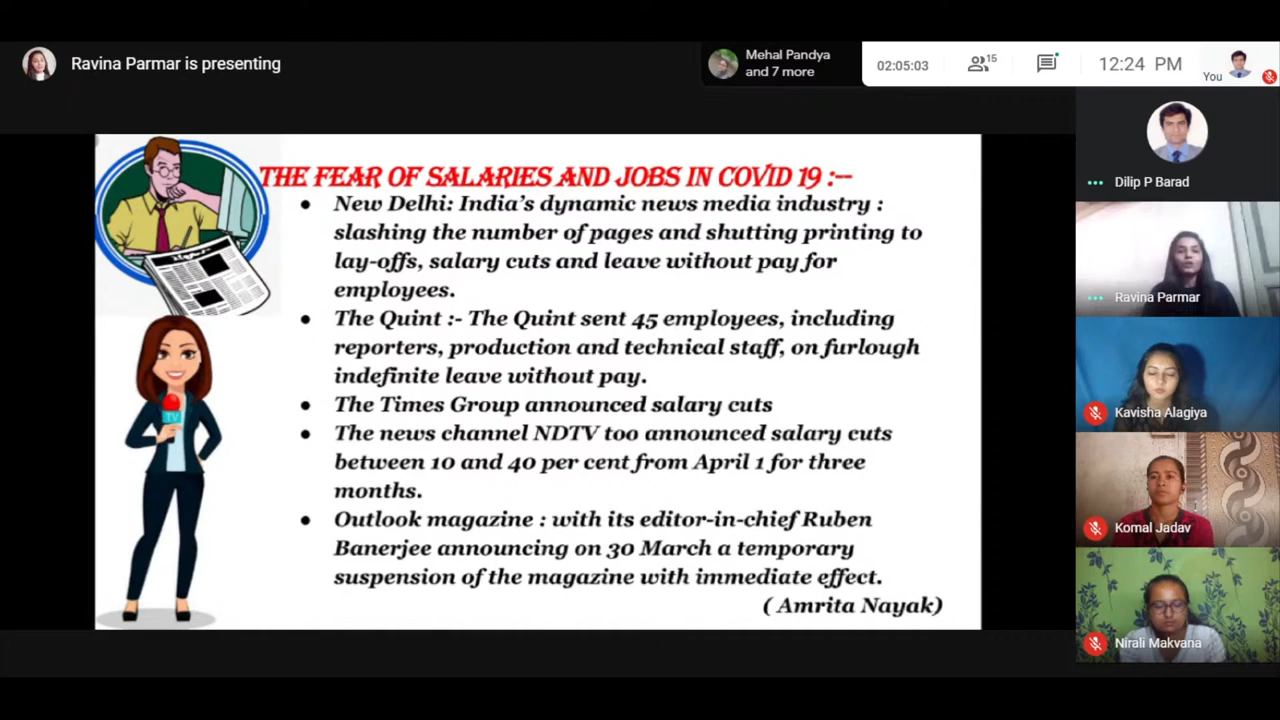 Ravina Parmar is presenting
Mehal Pandya
and 7 more
02:05:03
15
12:24 PM
You
THE FEAR OF SALARIES AND JOBS IN COVID 19 :--
• New Delhi: India's dynamic news media industry :
slashing the number of pages and shutting printing to
lay-offs, salary cuts and leave without pay for
employees.
• The Quint :- The Quint sent 45 employees, including
reporters, production and technical staff, on furlough
indefinite leave without pay.
• The Times Group announced salary cuts
• The news channel NDTV too announced salary cuts
between 10 and 40 per cent from April 1 for three
months.
• Outlook magazine : with its editor-in-chief Ruben
Banerjee announcing on 30 March a temporary
suspension of the magazine with immediate effect.
( Amrita Nayak)
TV
Dilip P Barad
Ravina Parmar
Kavisha Alagiya
Komal Jadav
Nirali Makvana